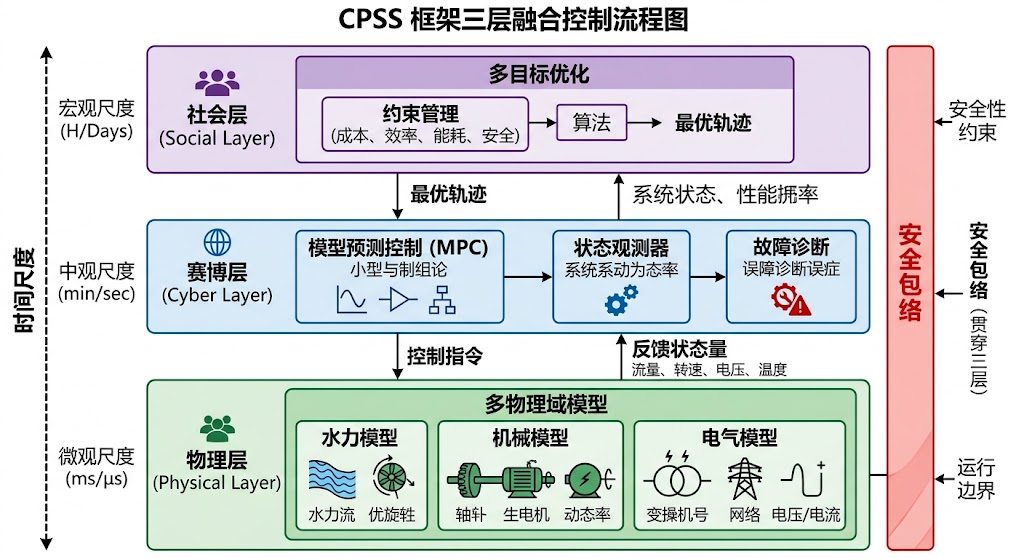 CPSS 框架三层融合控制流程图
时间尺度
宏观尺度
(H/Days)
社会层
(Social Layer)
多目标优化
约束管理
(成本、效率、能耗、安全)
算法
最优轨迹
安全性
约束
最优轨迹
系统状态、性能挀率
中观尺度
(min/sec)
赛博层
(Cyber Layer)
模型预测控制 (MPC)
小型与制组论
状态观测器
系统系动为态率
故障诊断
误障诊断误症
安全包络
安全包络
(贯穿三层)
控制指令
反馈状态量
流量、转速、电压、温度
微观尺度
(ms/μs)
物理层
(Physical Layer)
多物理域模型
水力模型
水力流
优旋轉
机械模型
轴针
生电机
动态率
电气模型
变操机号
网络
电压/电流
运行
边界